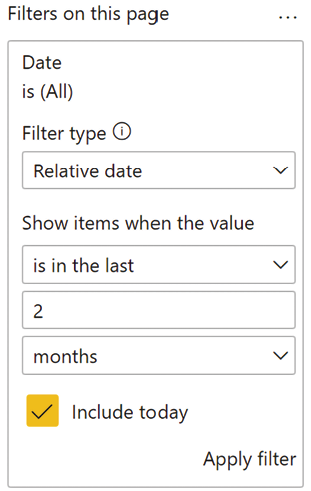 Filters on this page ...
Date
is (All)
Filter type
Relative date
Show items when the value
is in the last
2
months
Include today
Apply filter